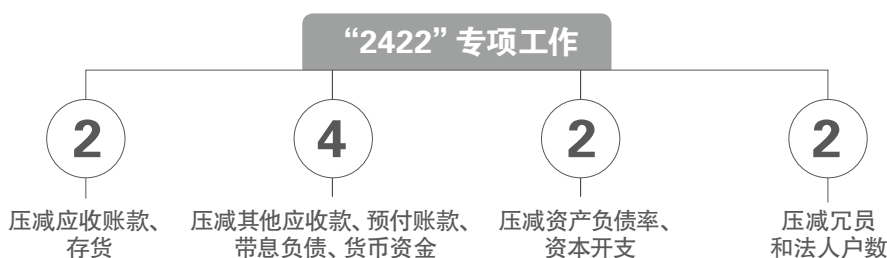 “2422”专项工作
2
压减应收账款、
存货
4
压减其他应收款、预付账款、
带息负债、货币资金
2
压减资产负债率、
资本开支
2
压减冗员
和法人户数